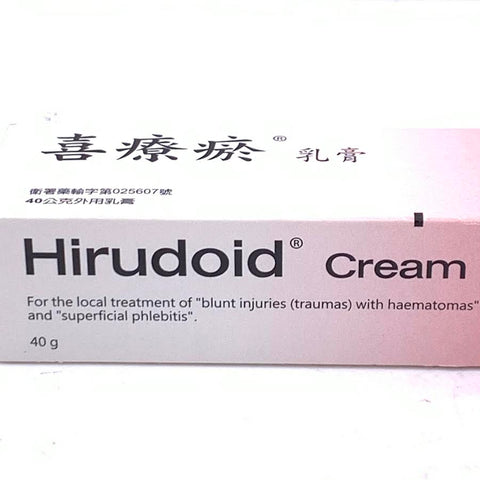 喜療瘀® 乳膏
衛署藥輸字第025607號
40公克外用乳膏
Hirudoid® Cream
For the local treatment of "blunt injuries (traumas) with haematomas"
and "superficial phlebitis".
40 g